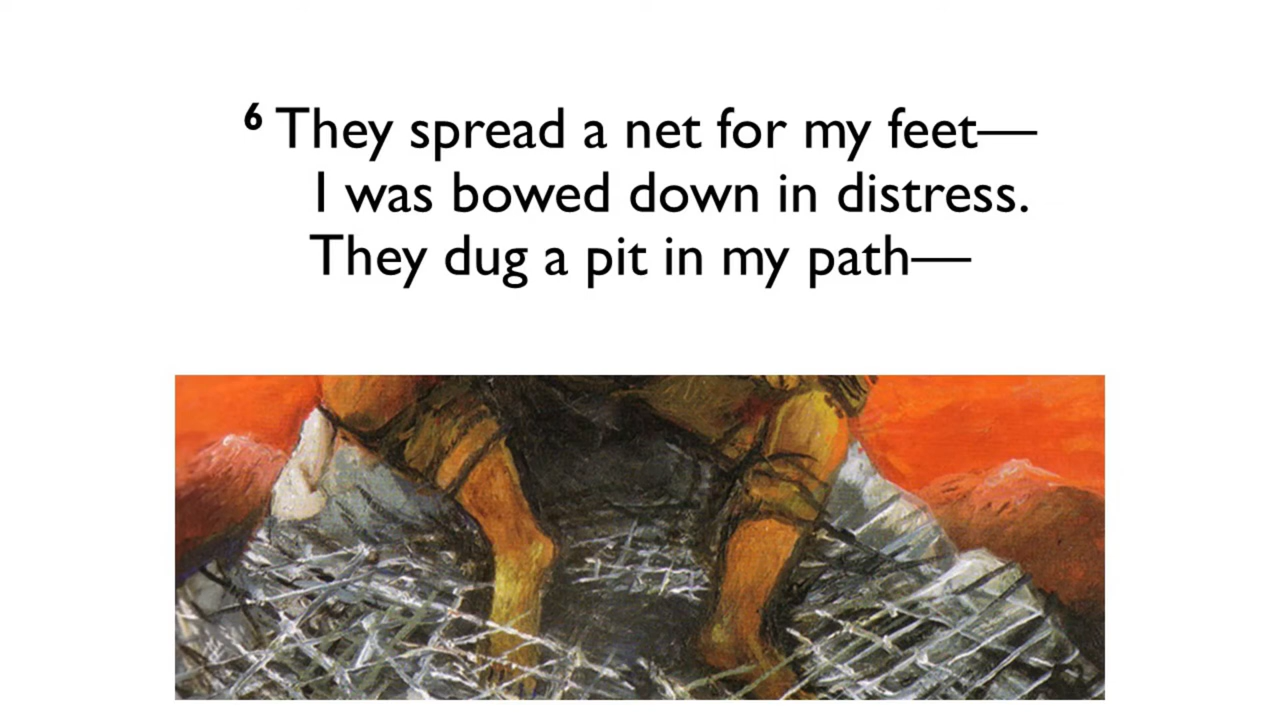 6 They spread a net for my feet—
I was bowed down in distress.
They dug a pit in my path—